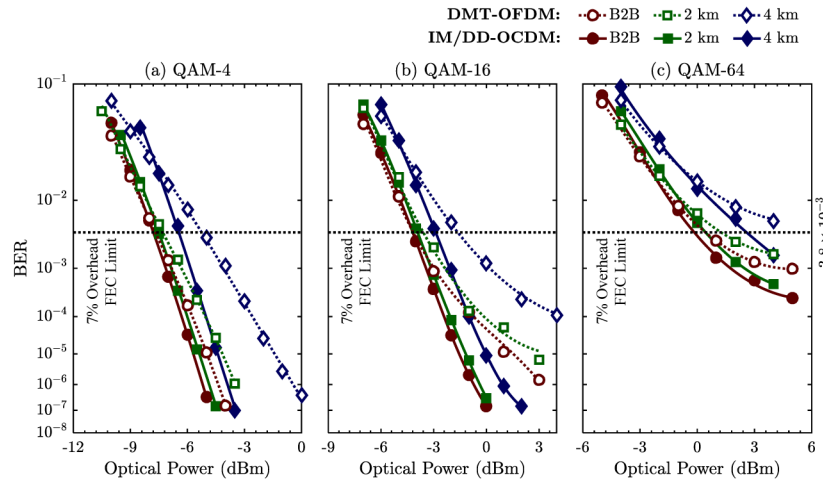 DMT-OFDM: B2B 2 km 4 km
IM/DD-OCDM: B2B 2 km 4 km
(a) QAM-4 (b) QAM-16 (c) QAM-64
10^-1
10^-2
10^-3
10^-4
10^-5
10^-6
10^-7
10^-8
BER
7% Overhead
FEC Limit
7% Overhead
FEC Limit
7% Overhead
FEC Limit
-12 -9 -6 -3 0
-9 -6 -3 0 3
-6 -3 0 3 6
Optical Power (dBm) Optical Power (dBm) Optical Power (dBm)